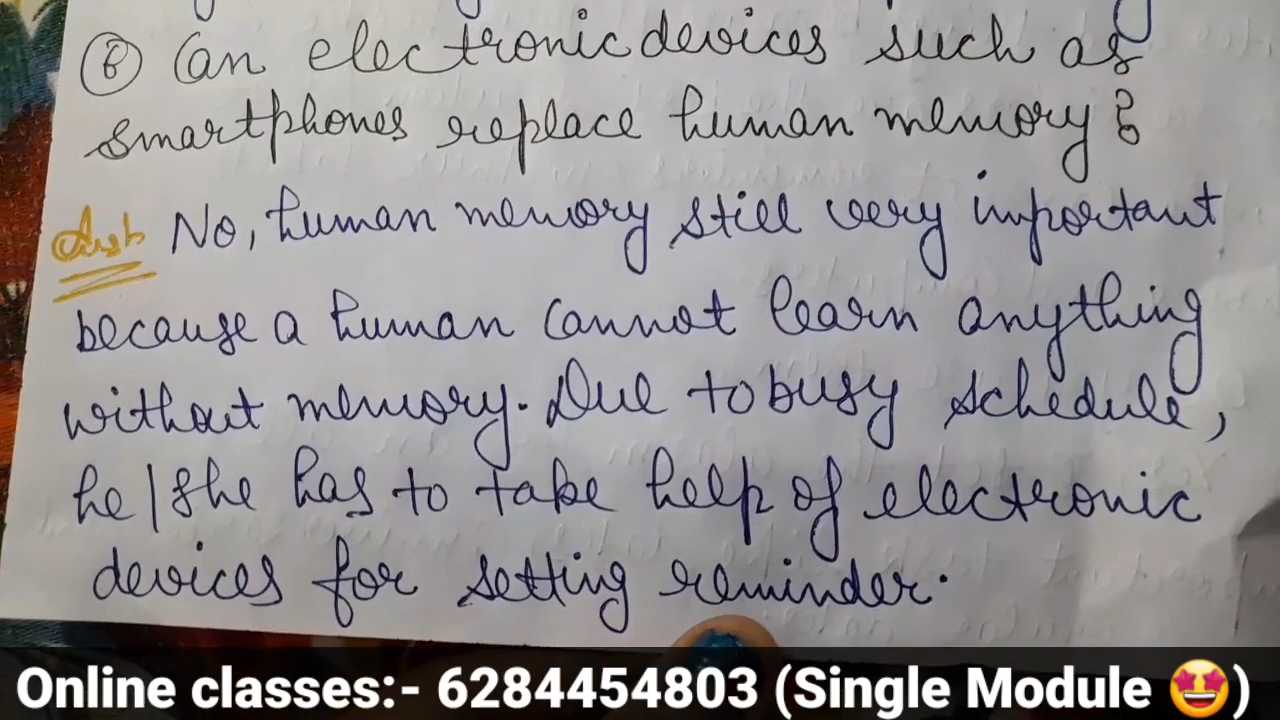 ⑥ Can electronic devices such as
smartphones replace human memory?
Ans No, human memory still very important
because a human cannot learn anything
without memory. Due to busy schedule,
he/she has to take help of electronic
devices for setting reminder.
Online classes:- 6284454803 (Single Module 🤩)